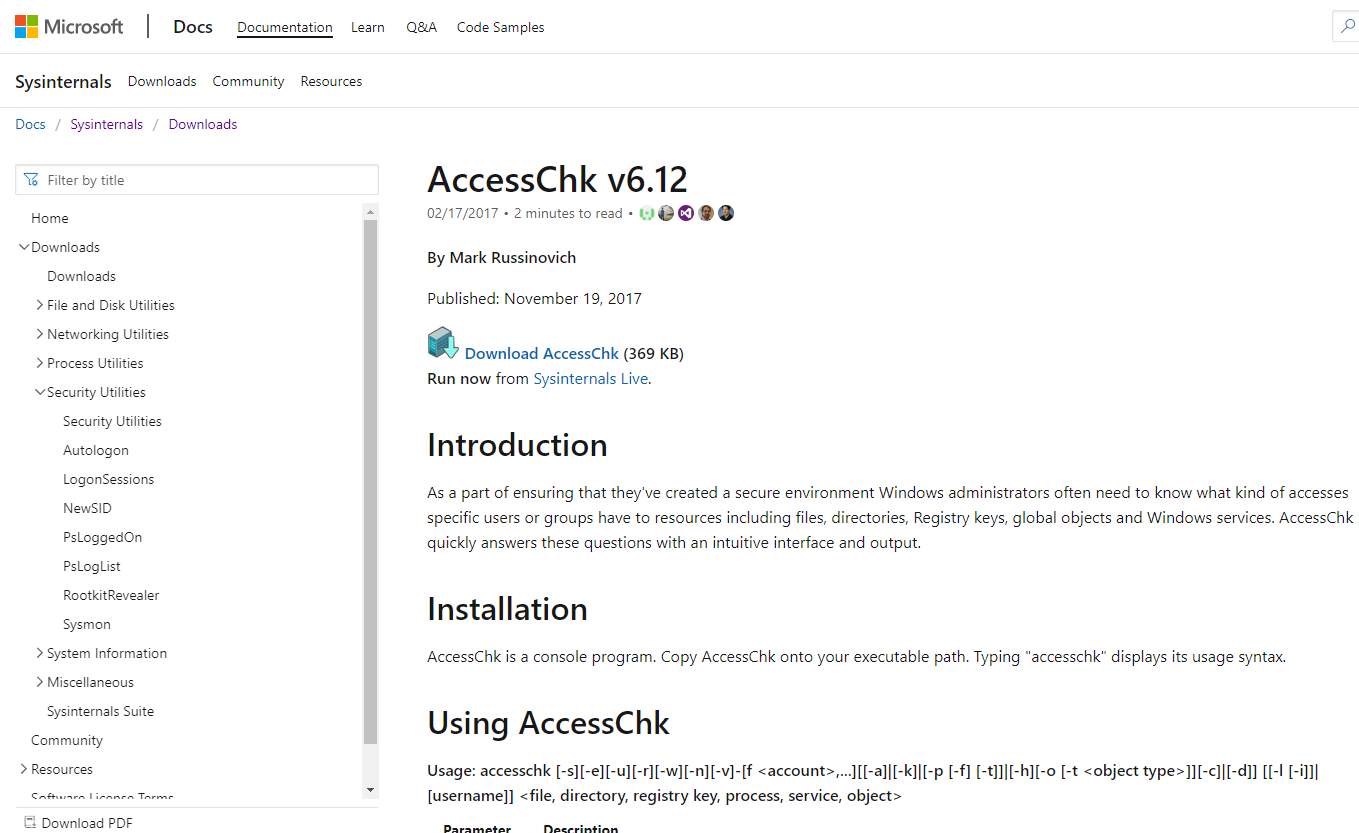 Microsoft Docs Documentation Learn Q&A Code Samples
Sysinternals Downloads Community Resources
Docs / Sysinternals / Downloads
Filter by title
Home
Downloads
Downloads
File and Disk Utilities
Networking Utilities
Process Utilities
Security Utilities
Security Utilities
Autologon
LogonSessions
NewSID
PsLoggedOn
PsLogList
RootkitRevealer
Sysmon
System Information
Miscellaneous
Sysinternals Suite
Community
Resources
Software License Terms
Download PDF
AccessChk v6.12
02/17/2017 • 2 minutes to read •
By Mark Russinovich
Published: November 19, 2017
Download AccessChk (369 KB)
Run now from Sysinternals Live.
Introduction
As a part of ensuring that they've created a secure environment Windows administrators often need to know what kind of accesses
specific users or groups have to resources including files, directories, Registry keys, global objects and Windows services. AccessChk
quickly answers these questions with an intuitive interface and output.
Installation
AccessChk is a console program. Copy AccessChk onto your executable path. Typing "accesschk" displays its usage syntax.
Using AccessChk
Usage: accesschk [-s][-e][-u][-r][-w][-n][-v]-[f <account>,...][[-a]|[-k]|[-p [-f] [-t]]|[-h][-o [-t <object type>]][-c]|[-d]] [[-l [-i]]|
[username]] <file, directory, registry key, process, service, object>
Parameter Description